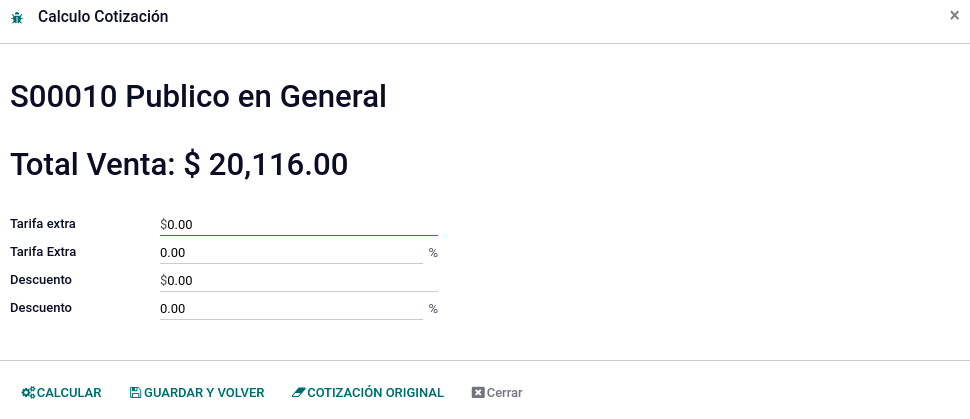 Calculo Cotización ×
S00010 Publico en General
Total Venta: $ 20,116.00
Tarifa extra $0.00
Tarifa Extra 0.00 %
Descuento $0.00
Descuento 0.00 %
CALCULAR GUARDAR Y VOLVER COTIZACIÓN ORIGINAL Cerrar